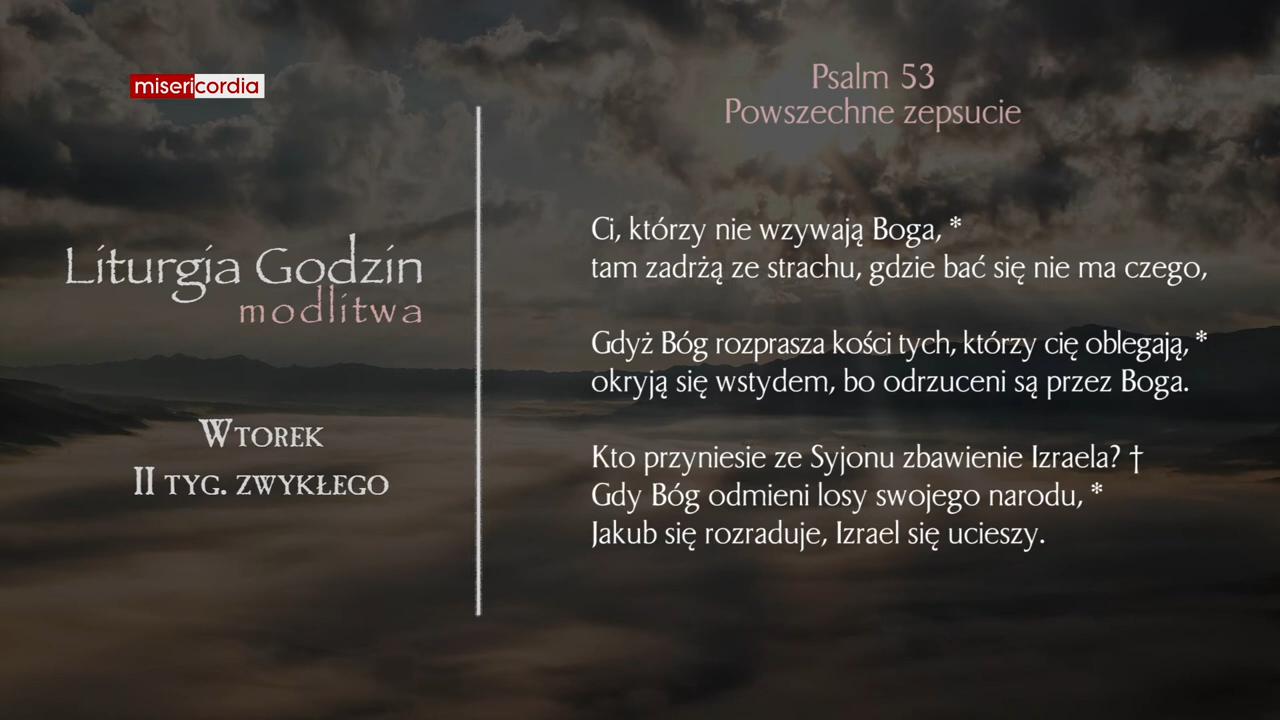 misericordia
Liturgia Godzin
modlitwa
Wtorek
II tyg. zwykłego
Psalm 53
Powszechne zepsucie
Ci, którzy nie wzywają Boga, *
tam zadrżą ze strachu, gdzie bać się nie ma czego,
Gdyż Bóg rozprasza kości tych, którzy cię oblegają, *
okryją się wstydem, bo odrzuceni są przez Boga.
Kto przyniesie ze Syjonu zbawienie Izraela? †
Gdy Bóg odmieni losy swojego narodu, *
Jakub się rozraduje, Izrael się ucieszy.